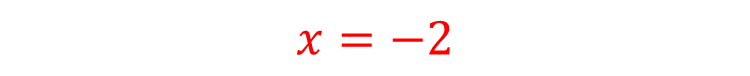 x = −2